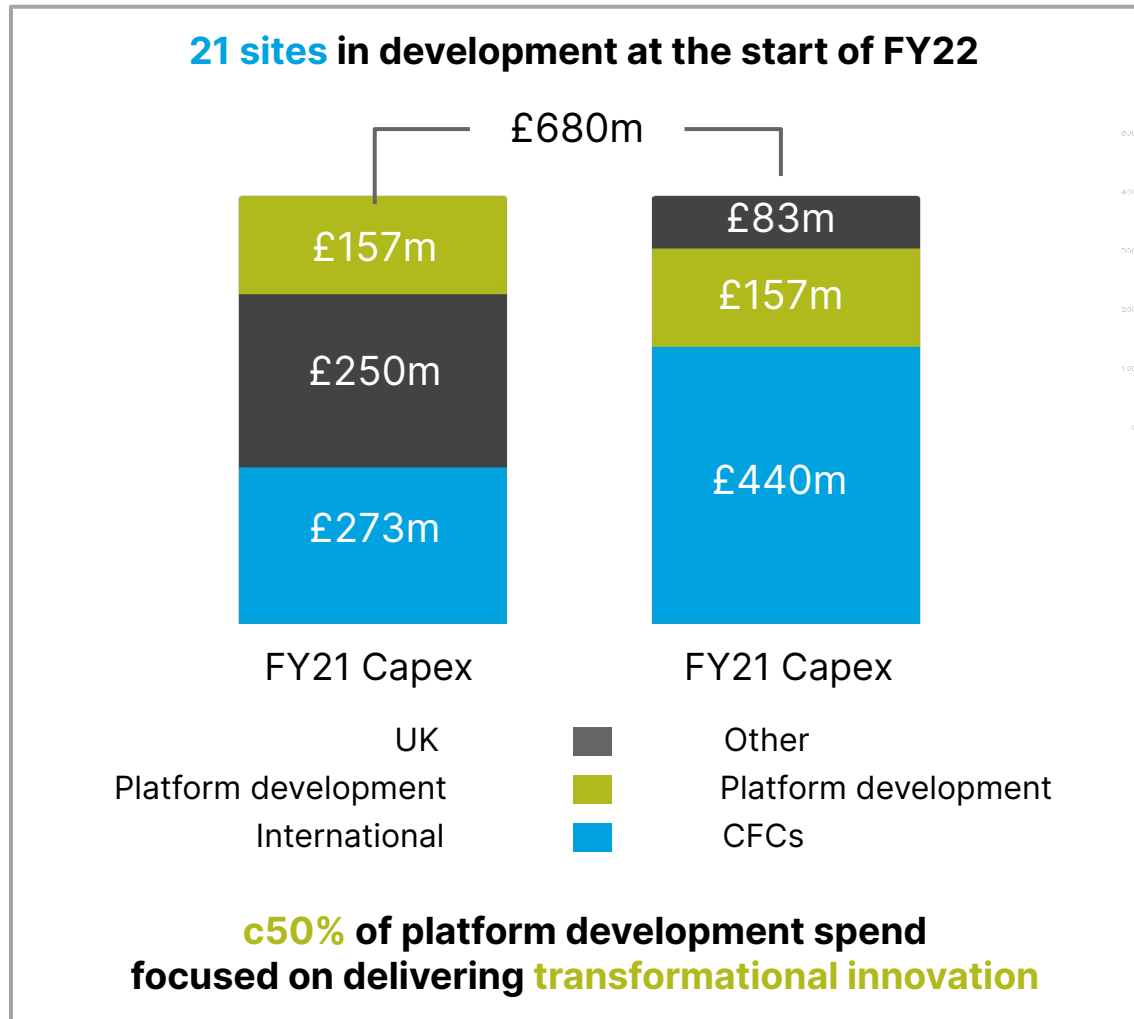 21 sites in development at the start of FY22
£680m
£157m
£250m
£273m
£83m
£157m
£440m
FY21 Capex
FY21 Capex
UK
Other
Platform development
Platform development
International
CFCs
c50% of platform development spend
focused on delivering transformational innovation